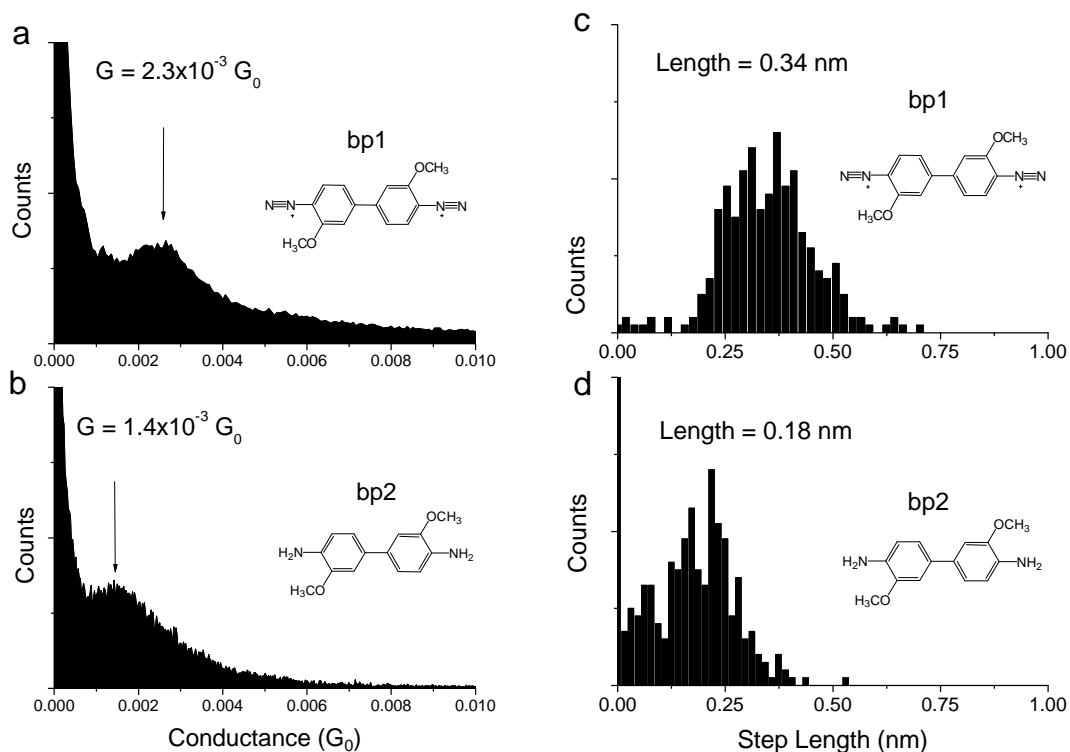 a
G = 2.3x10⁻³ G₀
bp1
N≡N
+
OCH₃
H₃CO
N≡N
+
Counts
0.000 0.002 0.004 0.006 0.008 0.010
b
G = 1.4x10⁻³ G₀
bp2
OCH₃
H₂N
NH₂
H₃CO
Counts
0.000 0.002 0.004 0.006 0.008 0.010
Conductance (G₀)
c
Length = 0.34 nm
bp1
OCH₃
N≡N
+
N≡N
+
OCH₃
Counts
0.00 0.25 0.50 0.75 1.00
d
Length = 0.18 nm
bp2
OCH₃
H₂N
NH₂
H₃CO
Counts
0.00 0.25 0.50 0.75 1.00
Step Length (nm)